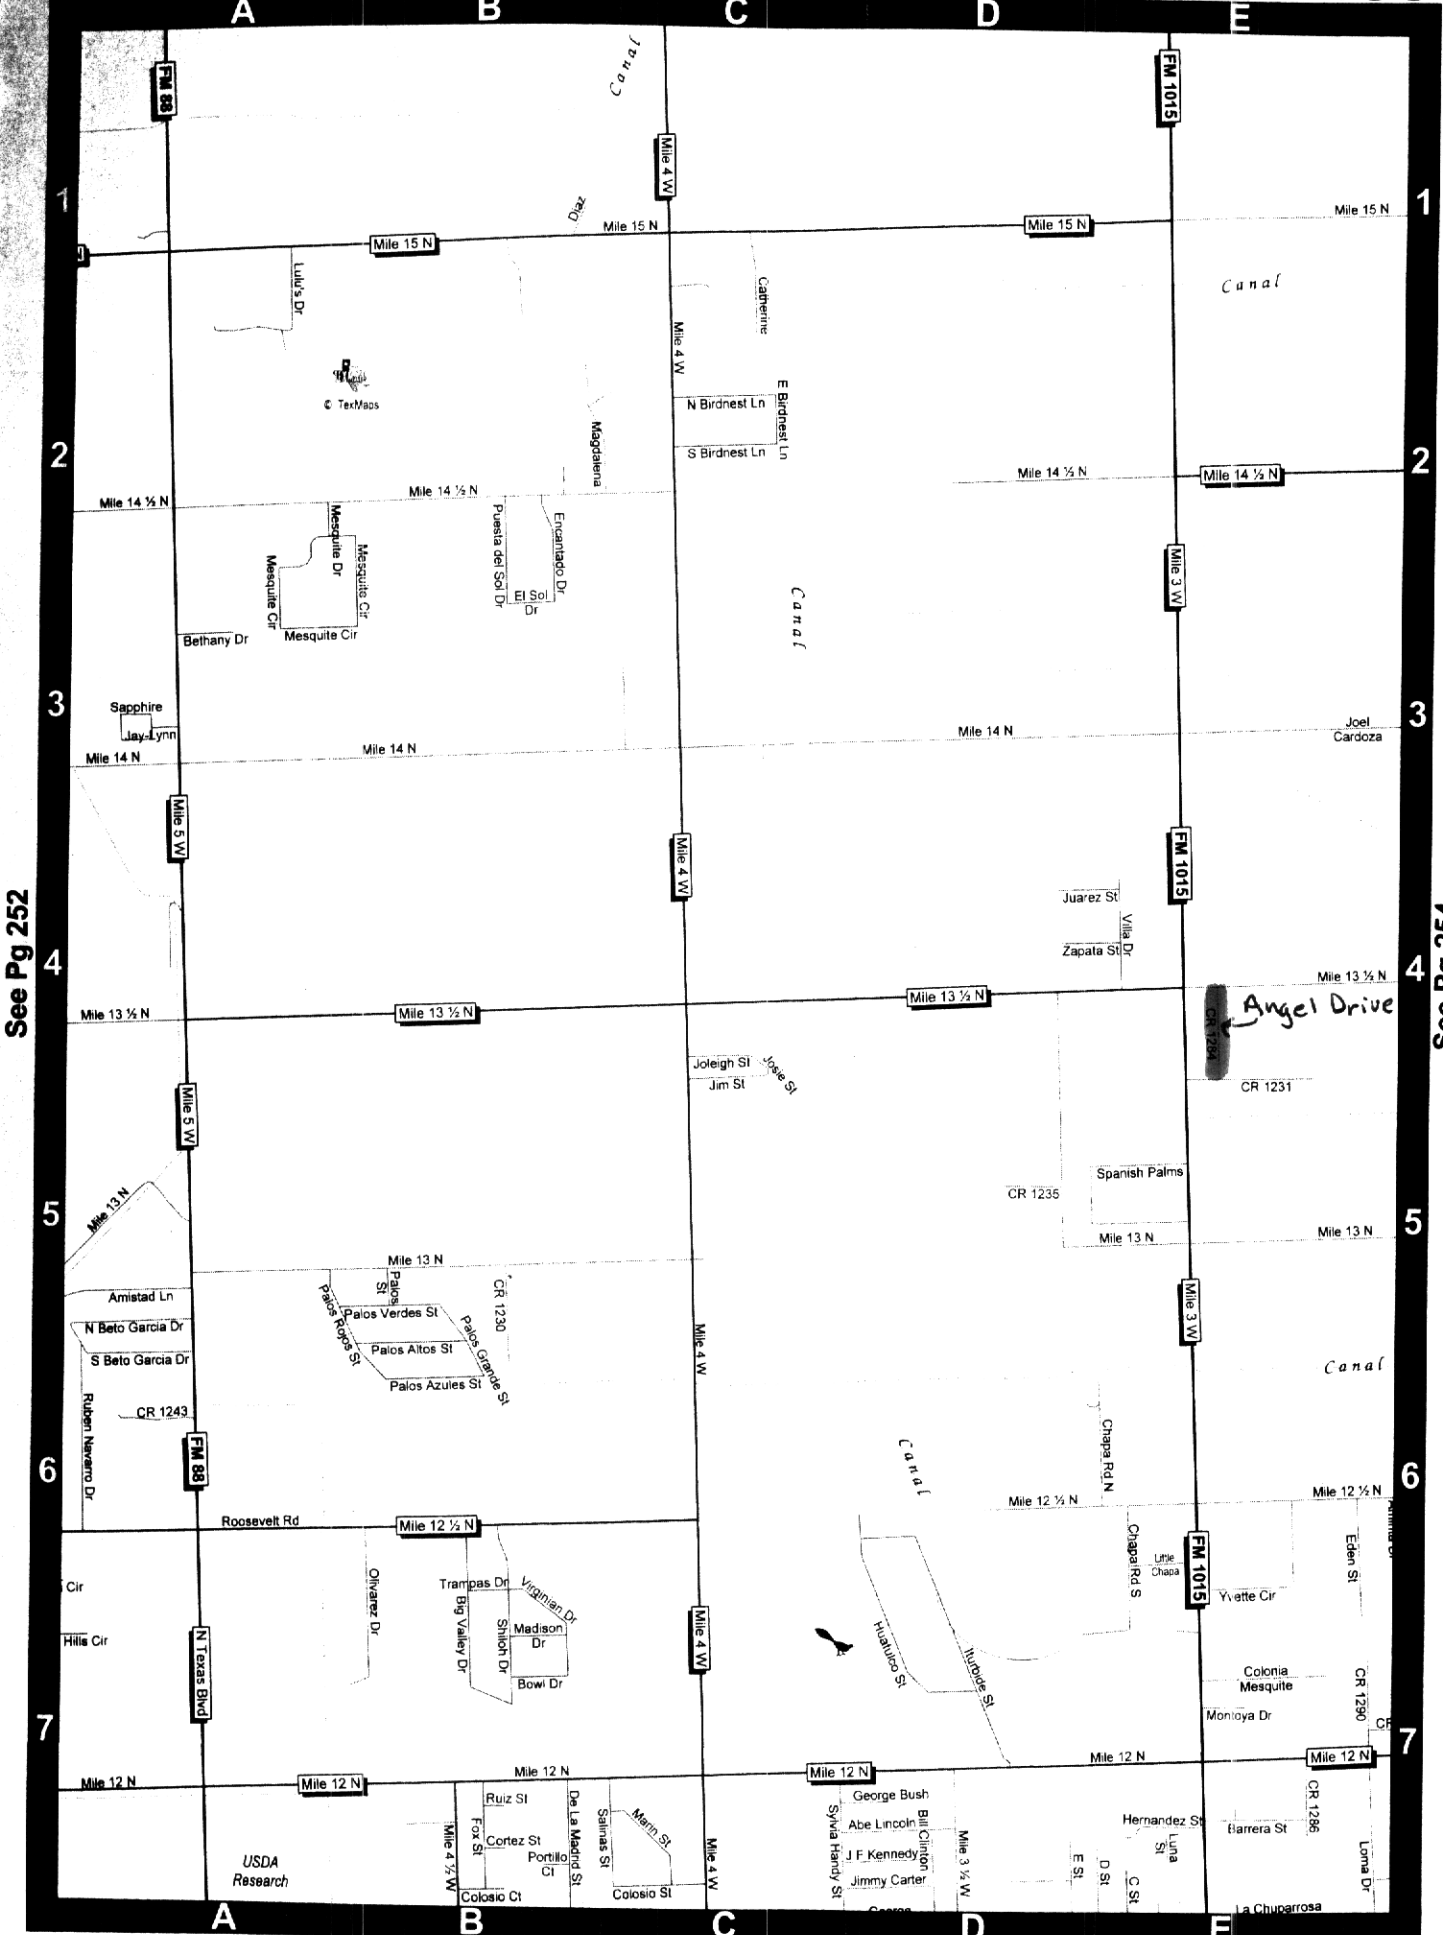 A B C D E
Canal
FM 88
FM 1015
Mile 4 W
1
1
Diaz
Mile 15 N
Mile 15 N
Mile 15 N
Mile 15 N
Lulu's Dr
Catherine
Canal
Mile 4 W
© TexMaps
N Birdnest Ln
E Birdnest Ln
S Birdnest Ln
Magdalena
2
2
Mile 14 ½ N
Mile 14 ½ N
Mile 14 ½ N
Mile 14 ½ N
Mesquite Dr
Mesquite Cir
Mesquite Cir
Mesquite Cir
Puesta del Sol Dr
Encantado Dr
El Sol
Dr
Mile 3 W
Canal
Bethany Dr
3
3
Sapphire
Jay-Lynn
Mile 14 N
Mile 14 N
Mile 14 N
Joel
Cardoza
Mile 5 W
Mile 4 W
FM 1015
Juarez St
Villa Dr
Zapata St
See Pg 252
4
4
Mile 13 ½ N
Mile 13 ½ N
Mile 13 ½ N
Mile 13 ½ N
CR 1284
Angel Drive
Joleigh St
Josie St
Jim St
CR 1231
Mile 5 W
Spanish Palms
CR 1235
Mile 13 N
5
5
Mile 13 N
Mile 13 N
Mile 13 N
Amistad Ln
N Beto Garcia Dr
S Beto Garcia Dr
Ruben Navarro Dr
CR 1243
Palos Rojos St
Palos
St
Palos Verdes St
Palos Altos St
Palos Azules St
Palos Grande St
CR 1230
Mile 4 W
Mile 3 W
Canal
FM 88
Canal
Chapa Rd N
6
6
Mile 12 ½ N
Mile 12 ½ N
Roosevelt Rd
Mile 12 ½ N
Cir
Hills Cir
Olivarez Dr
Trampas Dr
Virginian Dr
Big Valley Dr
Shiloh Dr
Madison
Dr
Bowl Dr
Chapa Rd S
Little
Chapa
FM 1015
Yvette Cir
Eden St
N Texas Blvd
Mile 4 W
Huatulco St
Iturbide St
Colonia
Mesquite
CR 1290
Montoya Dr
7
7
Mile 12 N
Mile 12 N
Mile 12 N
Mile 12 N
Mile 12 N
Mile 12 N
USDA
Research
Mile 4 ½ W
Ruiz St
Fox St
Cortez St
Portillo
Ct
Colosio Ct
De La Madrid St
Salinas St
Marin St
Colosio St
Mile 4 W
Sylvia Handy St
George Bush
Abe Lincoln
J F Kennedy
Jimmy Carter
Bill Clinton
Mile 3 ½ W
Hernandez St
Luna
St
E St
D St
C St
Barrera St
CR 1286
Loma Dr
La Chuparrosa
A B C D E